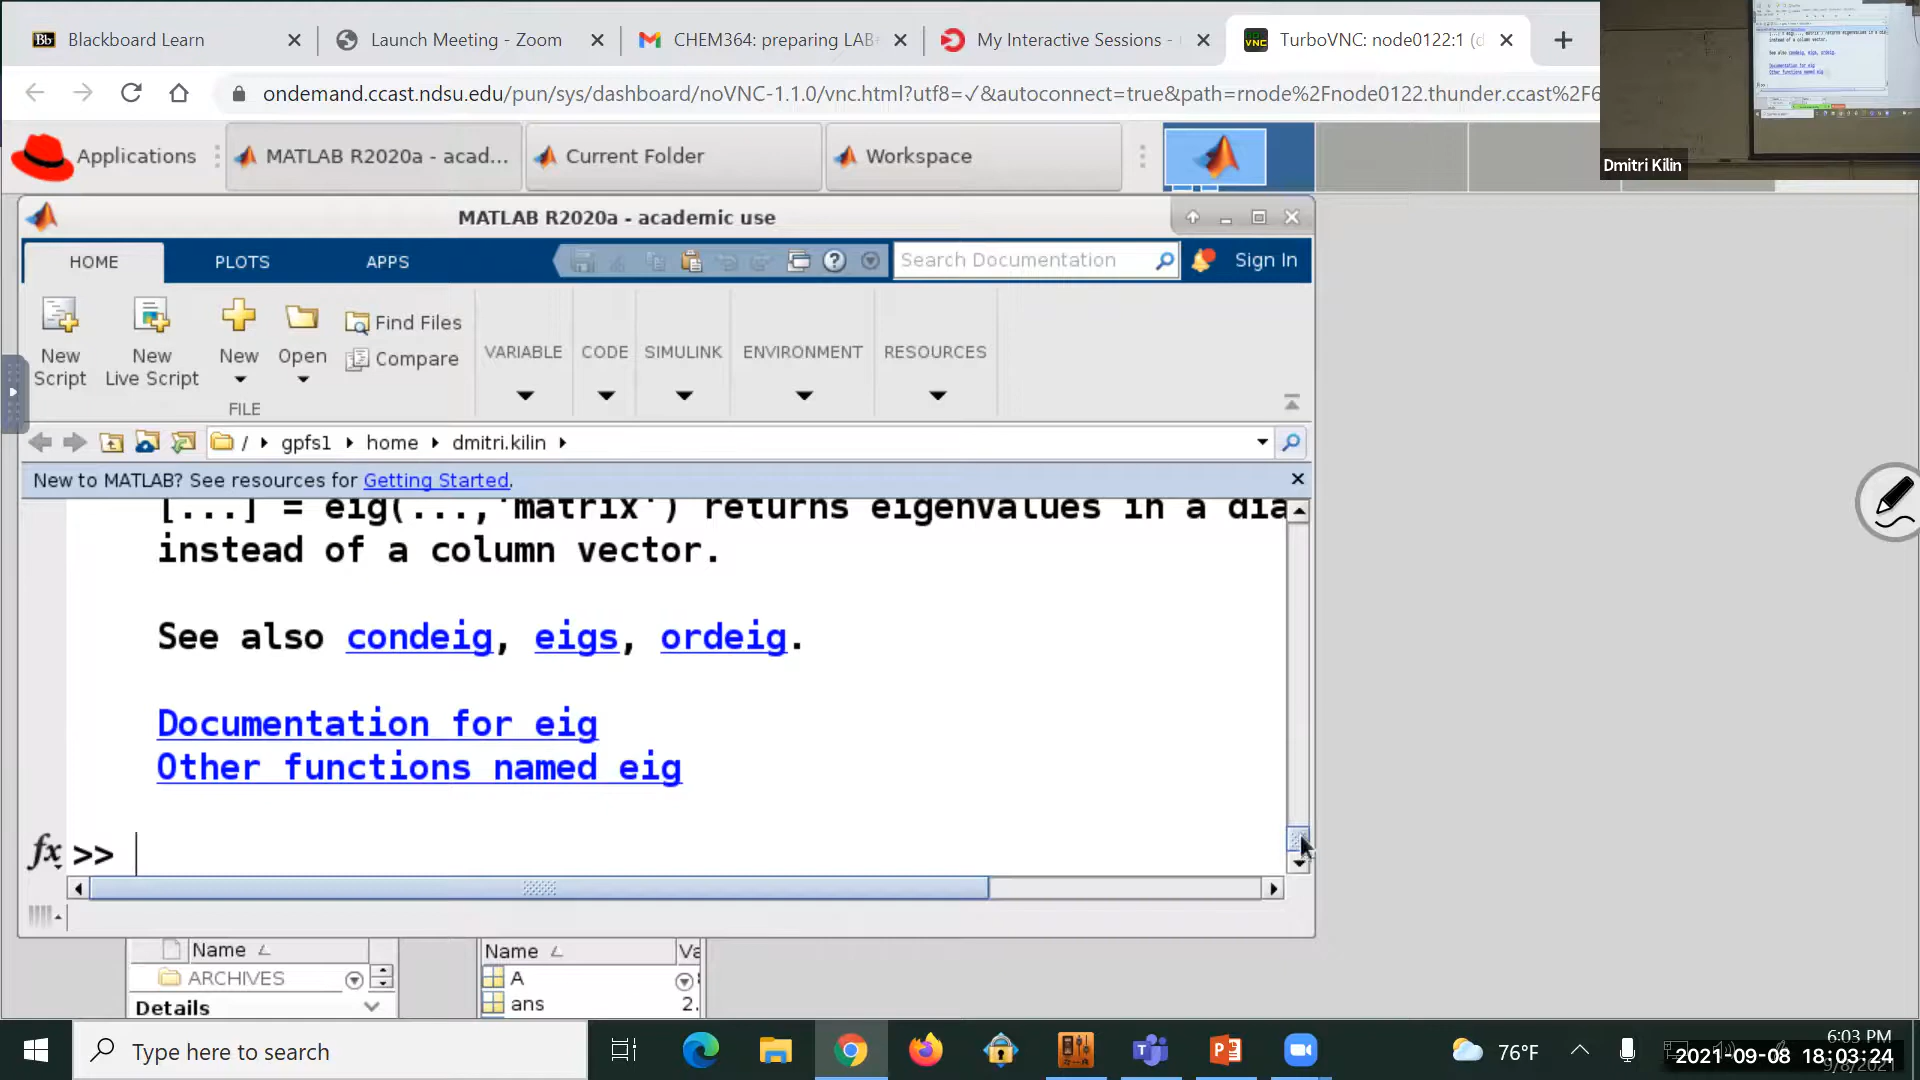 Blackboard Learn
Launch Meeting - Zoom
CHEM364: preparing LAB
My Interactive Sessions -
TurboVNC: node0122:1 (d
ondemand.ccast.ndsu.edu/pun/sys/dashboard/noVNC-1.1.0/vnc.html?utf8=✓&autoconnect=true&path=rnode%2Fnode0122.thunder.ccast%2F6
Dmitri Kilin
Applications
MATLAB R2020a - acad...
Current Folder
Workspace
MATLAB R2020a - academic use
HOME
PLOTS
APPS
Search Documentation
Sign In
New Script
New Live Script
New
Open
Find Files
Compare
FILE
VARIABLE
CODE
SIMULINK
ENVIRONMENT
RESOURCES
/ gpfs1 home dmitri.kilin
New to MATLAB? See resources for Getting Started.
[...] = eig(...,'matrix') returns eigenvalues in a dia
instead of a column vector.
See also condeig, eigs, ordeig.
Documentation for eig
Other functions named eig
fx >>
Name
ARCHIVES
Details
Name Va
A
ans 2.
Type here to search
76°F
6:03 PM
2021-09-08 18:03:24